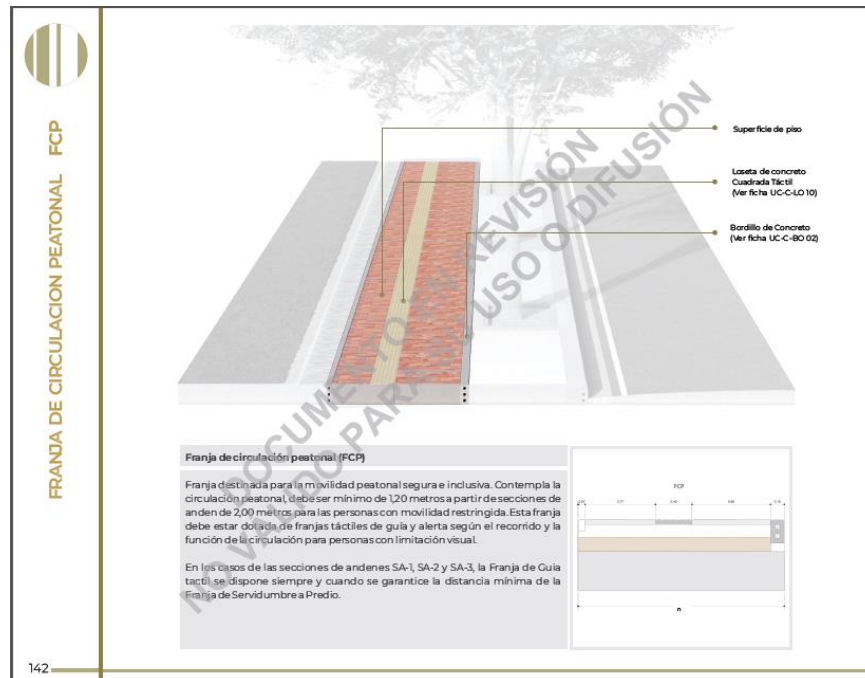 FRANJA DE CIRCULACION PEATONAL FCP
Superficie de piso
Loseta de concreto
Cuadrada Táctil
(Ver ficha UC-C-LO 10)
Bordillo de Concreto
(Ver ficha UC-C-BO 02)
DOCUMENTO EN REVISIÓN
NO VALIDO PARA SU USO O DIFUSIÓN
Franja de circulación peatonal (FCP)
Franja destinada para la movilidad peatonal segura e inclusiva. Contempla la
circulación peatonal, debe ser mínimo de 1,20 metros a partir de secciones de
anden de 2,00 metros para las personas con movilidad restringida. Esta franja
debe estar dotada de franjas táctiles de guía y alerta según el recorrido y la
función de la circulación para personas con limitación visual.
En los casos de las secciones de andenes SA-1, SA-2 y SA-3, la Franja de Guia
tactil se dispone siempre y cuando se garantice la distancia mínima de la
Franja de Servidumbre a Predio.
FCP
142